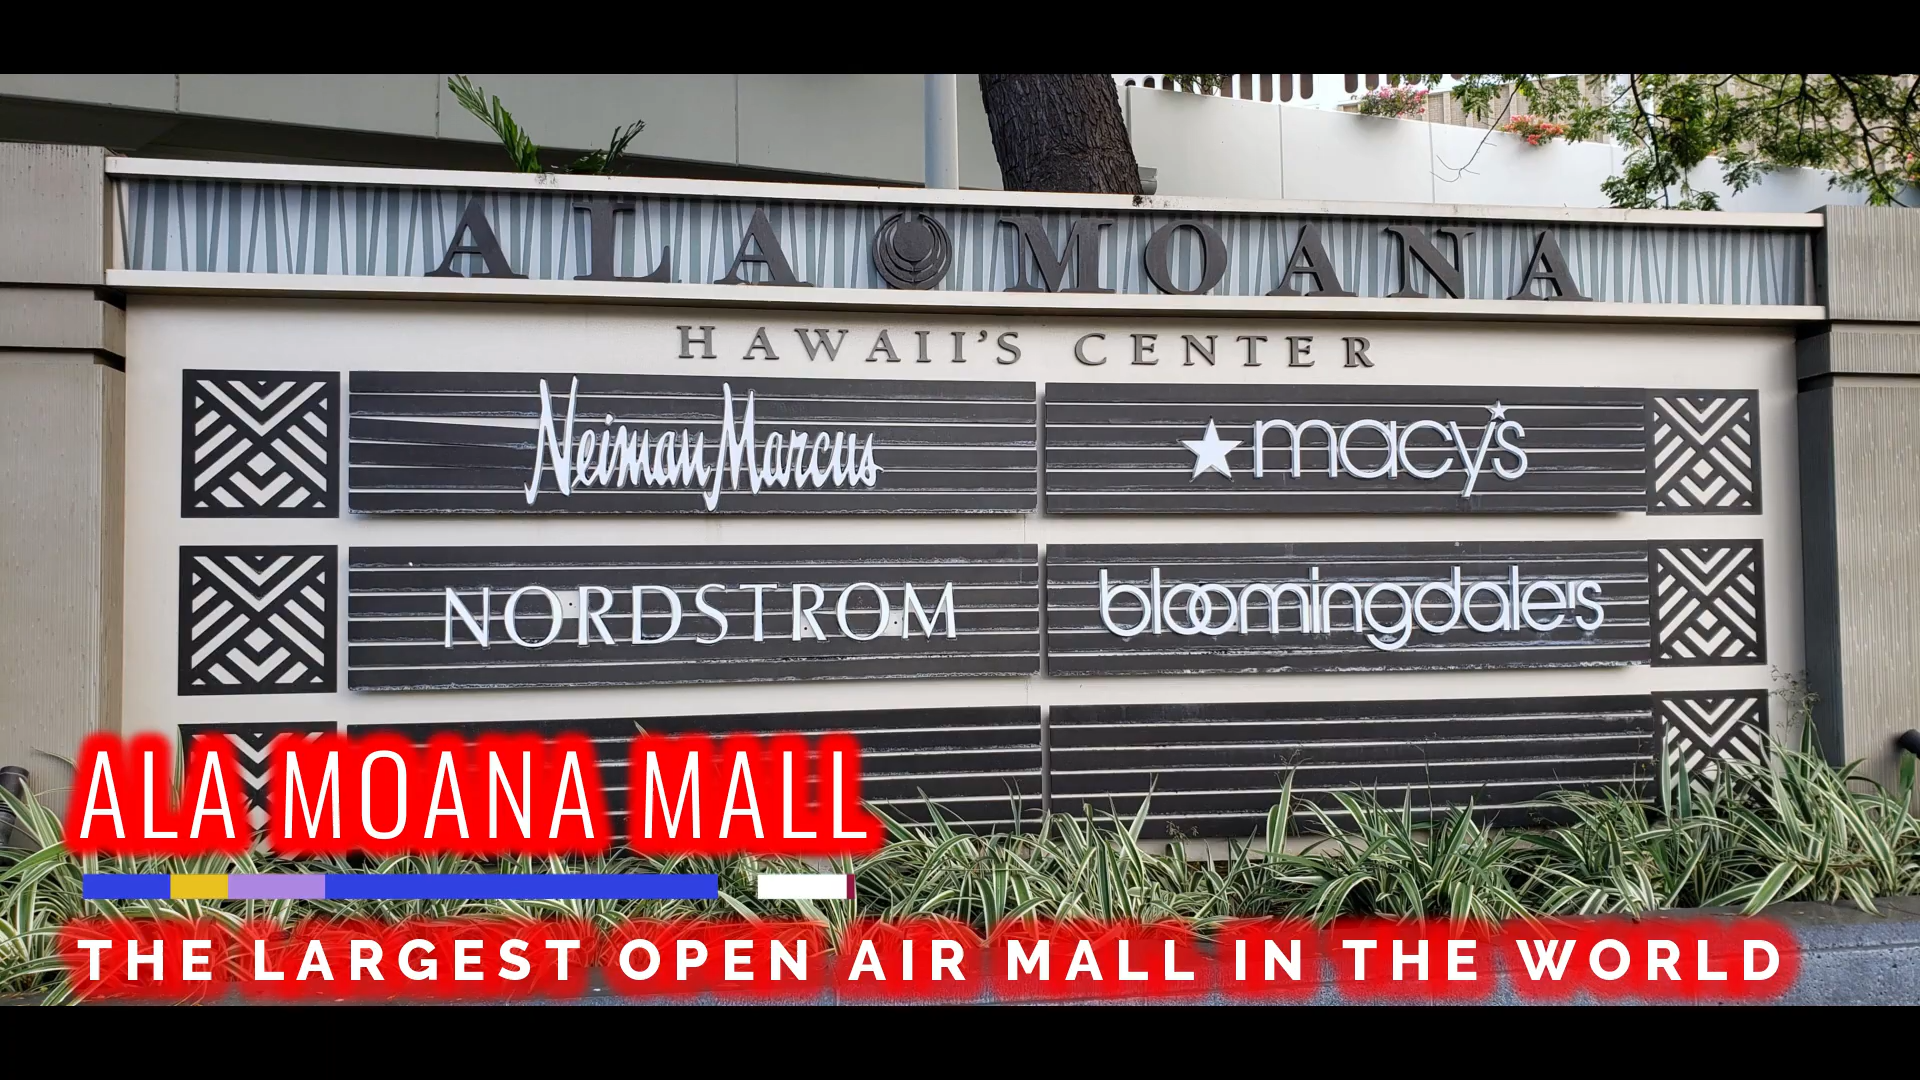 ALA MOANA
HAWAII'S CENTER
Neiman Marcus
macy's
NORDSTROM
bloomingdale's
ALA MOANA MALL
THE LARGEST OPEN AIR MALL IN THE WORLD